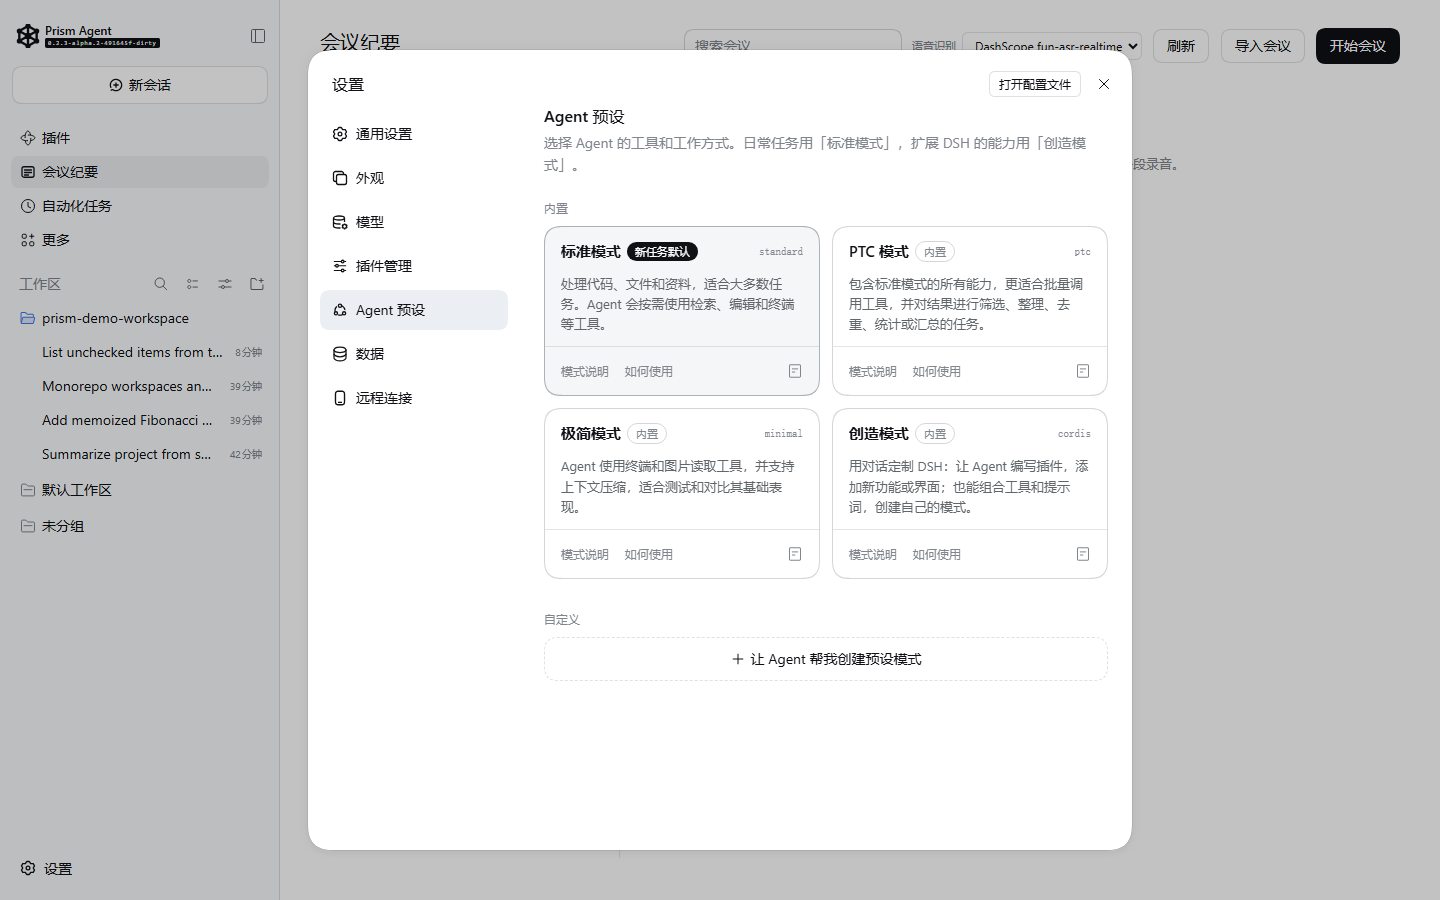 Prism Agent
0.2.3-alpha.2-491645f-dirty
新会话
插件
会议纪要
自动化任务
更多
工作区
prism-demo-workspace
List unchecked items from t... 8分钟
Monorepo workspaces an... 39分钟
Add memoized Fibonacci ... 39分钟
Summarize project from s... 42分钟
默认工作区
未分组
设置
会议纪要
搜索会议
语音识别
DashScope fun-asr-realtime
刷新
导入会议
开始会议
段录音。
设置
打开配置文件
通用设置
外观
模型
插件管理
Agent 预设
数据
远程连接
Agent 预设
选择 Agent 的工具和工作方式。日常任务用「标准模式」，扩展 DSH 的能力用「创造模
式」。
内置
标准模式 新任务默认 standard
处理代码、文件和资料，适合大多数任
务。Agent 会按需使用检索、编辑和终端
等工具。
模式说明 如何使用
PTC 模式 内置 ptc
包含标准模式的所有能力，更适合批量调
用工具，并对结果进行筛选、整理、去
重、统计或汇总的任务。
模式说明 如何使用
极简模式 内置 minimal
Agent 使用终端和图片读取工具，并支持
上下文压缩，适合测试和对比其基础表
现。
模式说明 如何使用
创造模式 内置 cordis
用对话定制 DSH：让 Agent 编写插件，添
加新功能或界面；也能组合工具和提示
词，创建自己的模式。
模式说明 如何使用
自定义
让 Agent 帮我创建预设模式